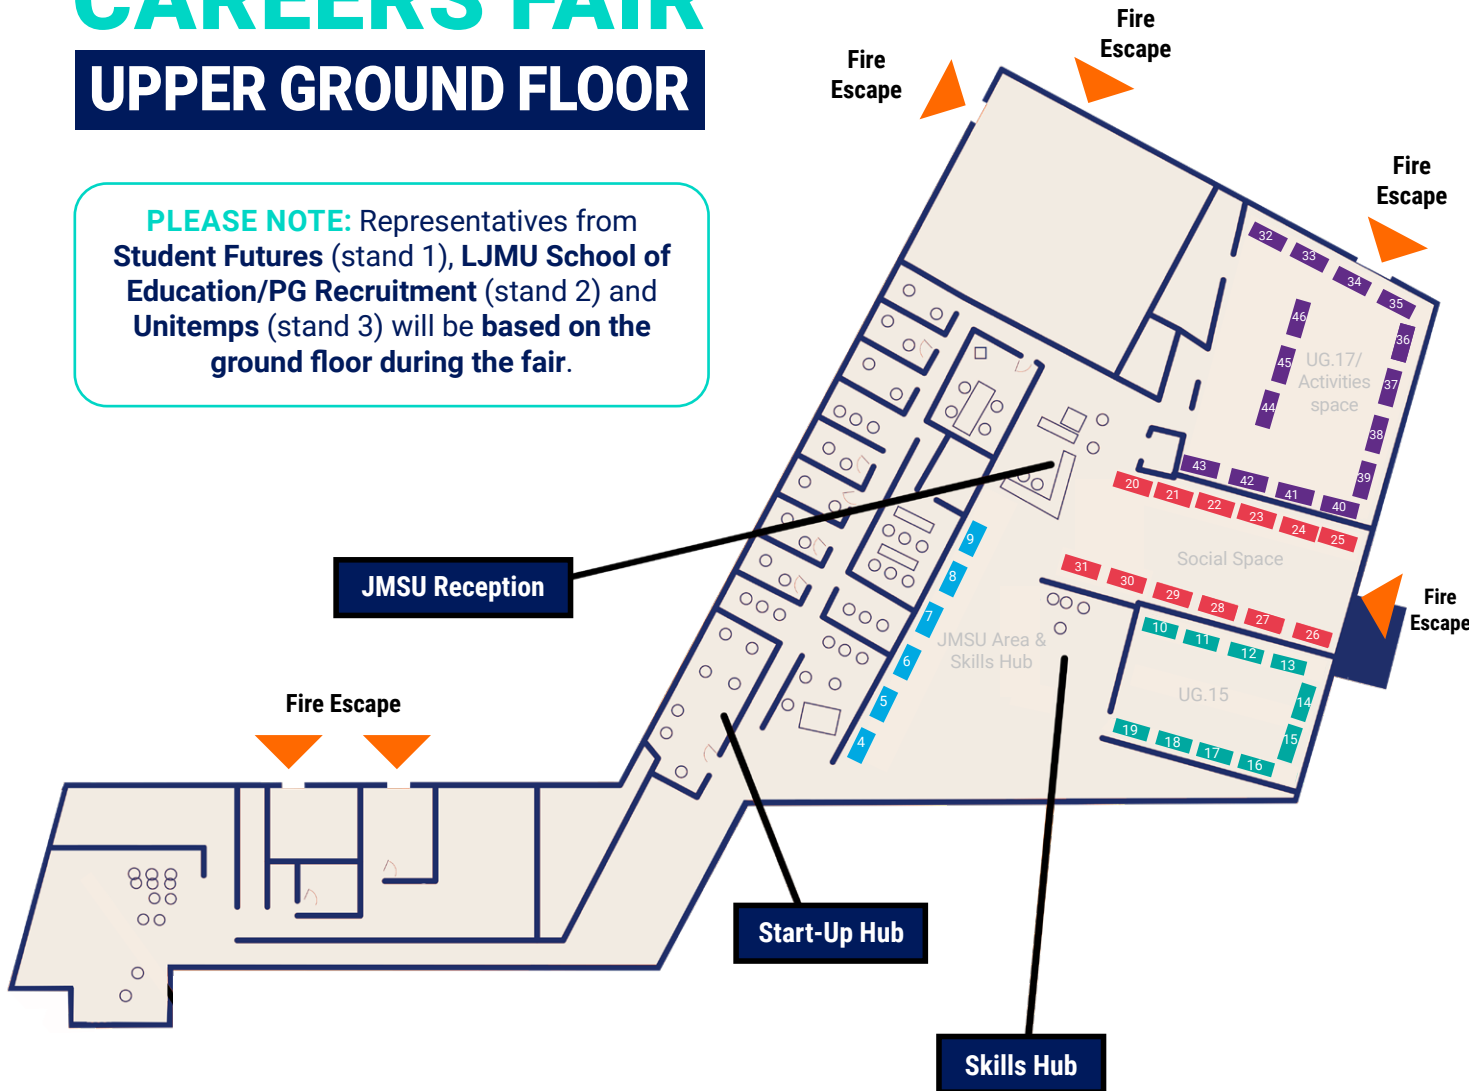 CAREERS FAIR
UPPER GROUND FLOOR
PLEASE NOTE: Representatives from
Student Futures (stand 1), LJMU School of
Education/PG Recruitment (stand 2) and
Unitemps (stand 3) will be based on the
ground floor during the fair.
Fire
Escape
Fire
Escape
Fire
Escape
32
33
34
35
46
36
45
UG.17/
Activities
space
37
44
38
43
42
41
40
39
20
21
22
23
24
25
Social Space
31
30
29
28
27
26
Fire
Escape
9
8
7
6
5
4
JMSU Area &
Skills Hub
10
11
12
13
14
UG.15
15
19
18
17
16
JMSU Reception
Fire Escape
Start-Up Hub
Skills Hub